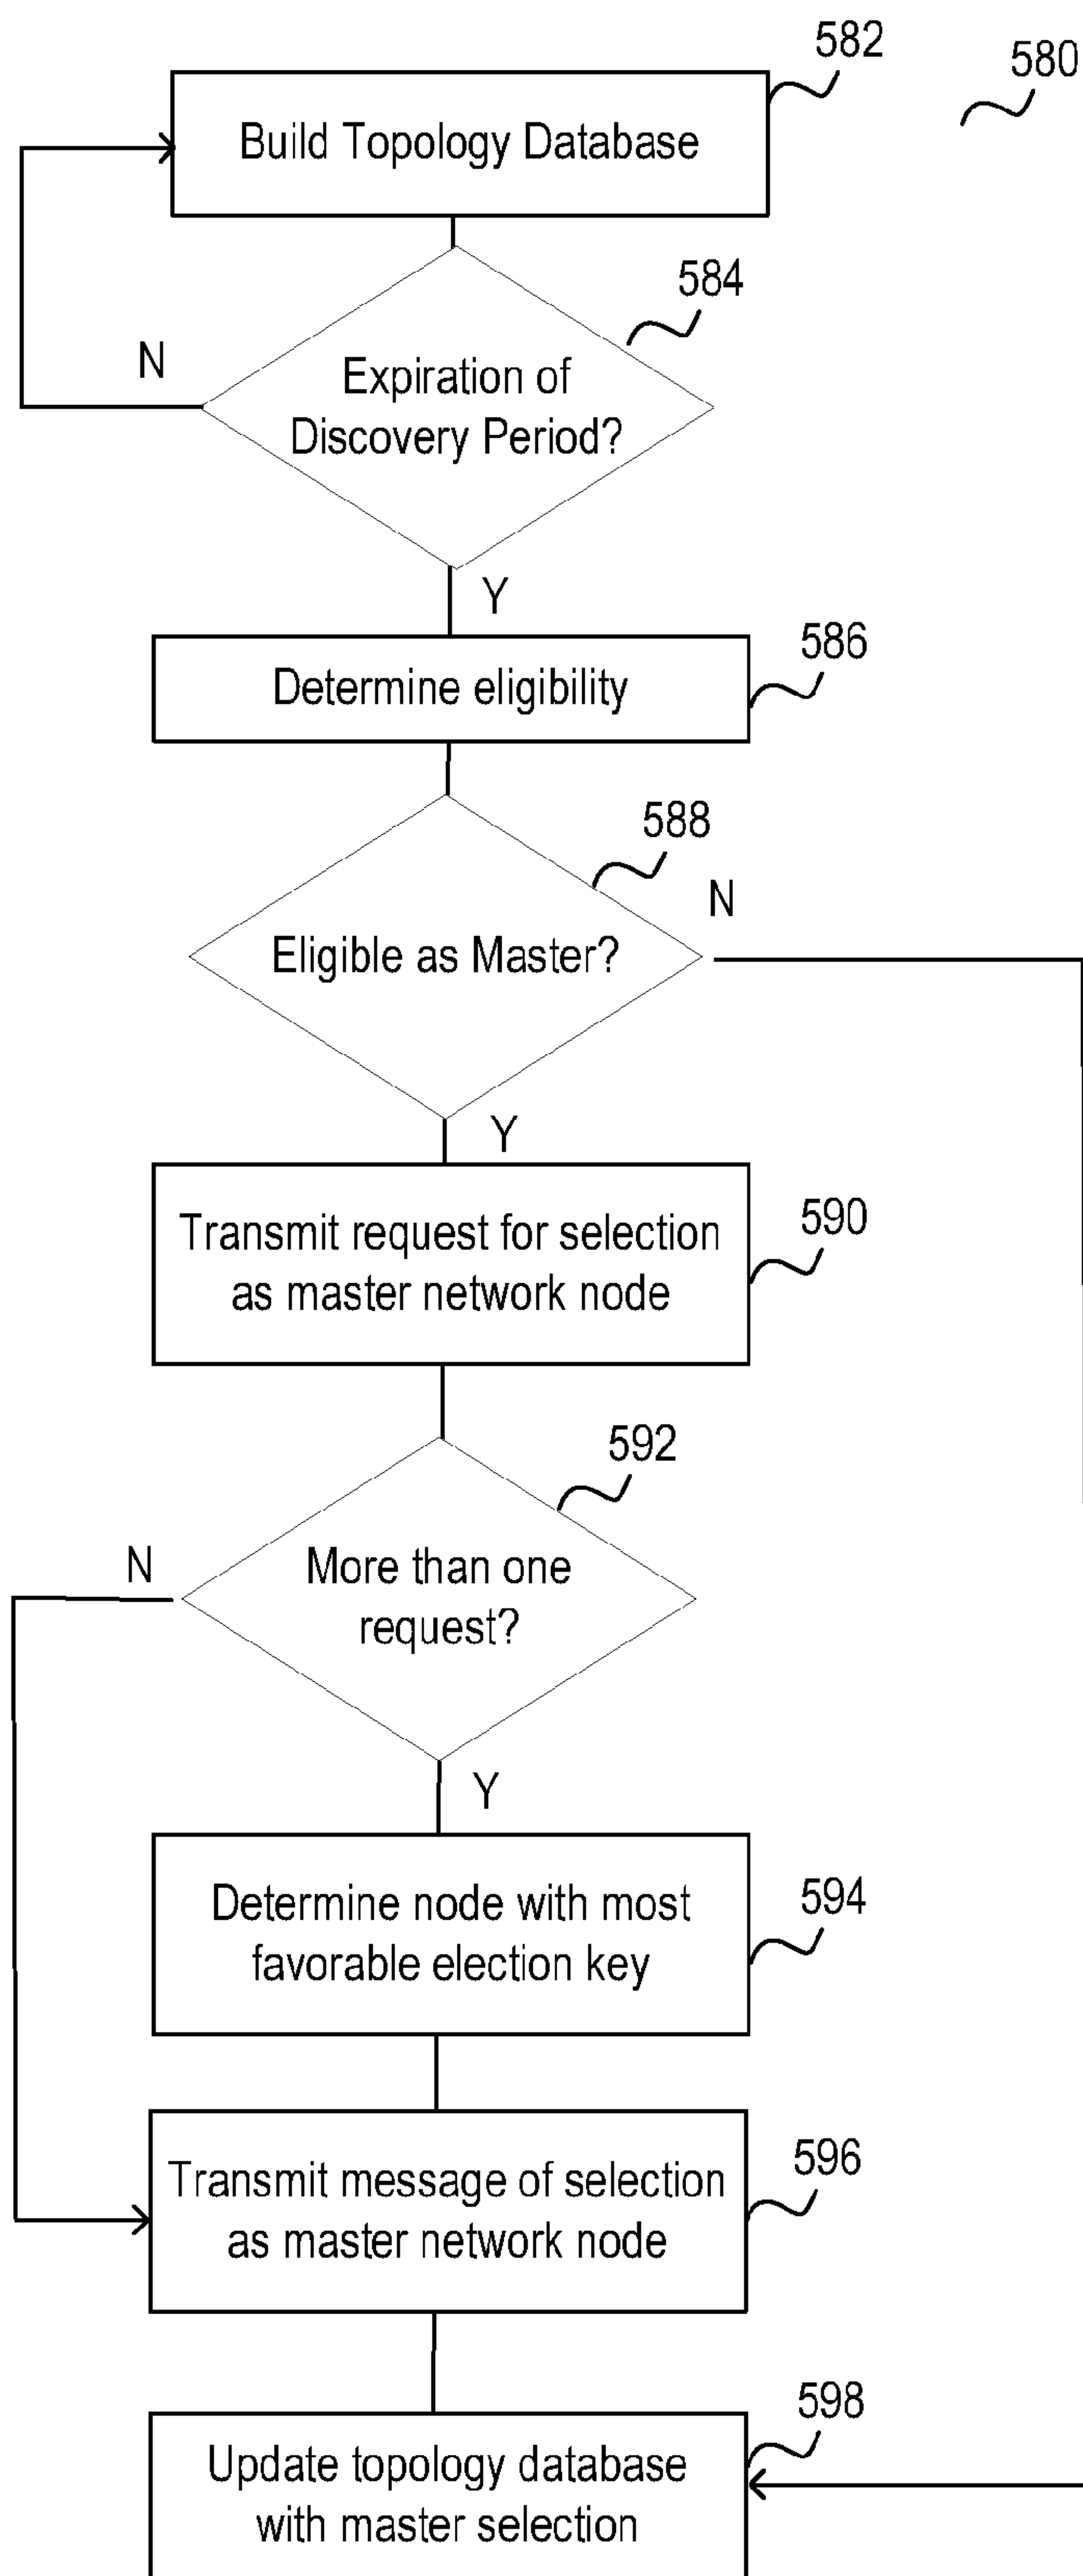 582
580
Build Topology Database
584
N
Expiration of
Discovery Period?
Y
586
Determine eligibility
588
N
Eligible as Master?
Y
590
Transmit request for selection
as master network node
592
N
More than one
request?
Y
594
Determine node with most
favorable election key
596
Transmit message of selection
as master network node
598
Update topology database
with master selection